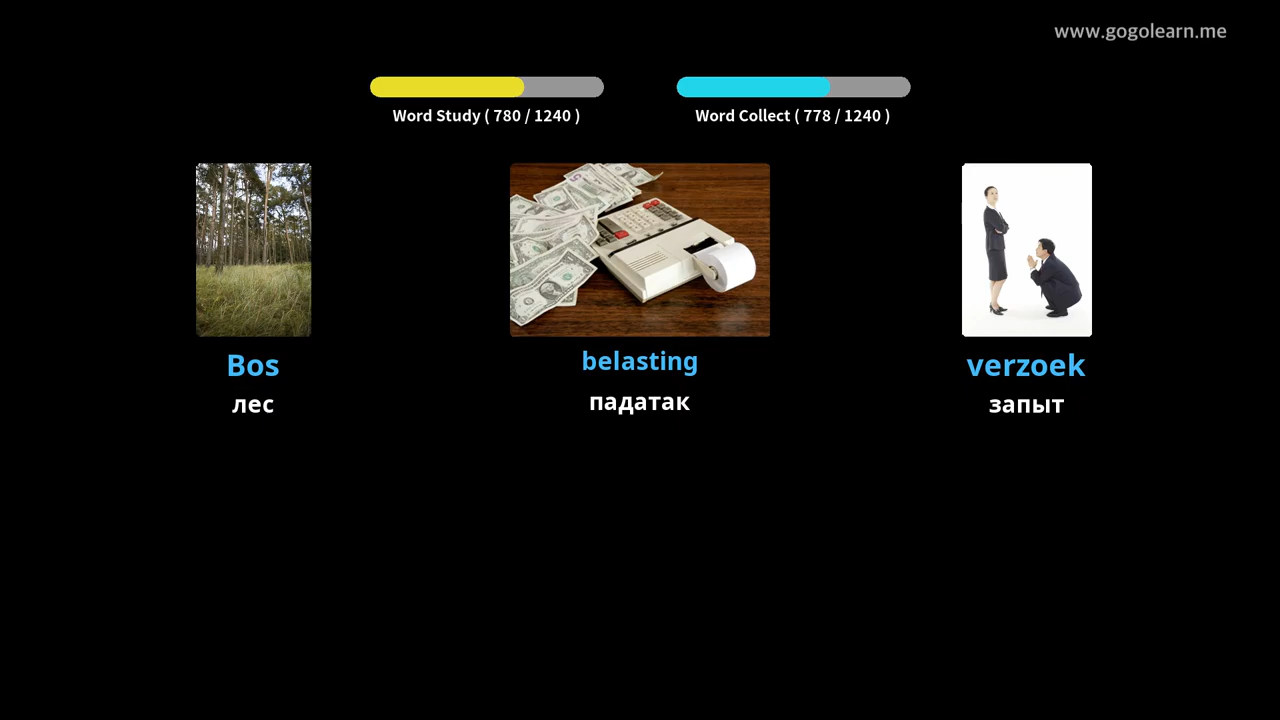 www.gogolearn.me
Word Study ( 780 / 1240 )
Word Collect ( 778 / 1240 )
Bos
лес
belasting
падатак
verzoek
запыт